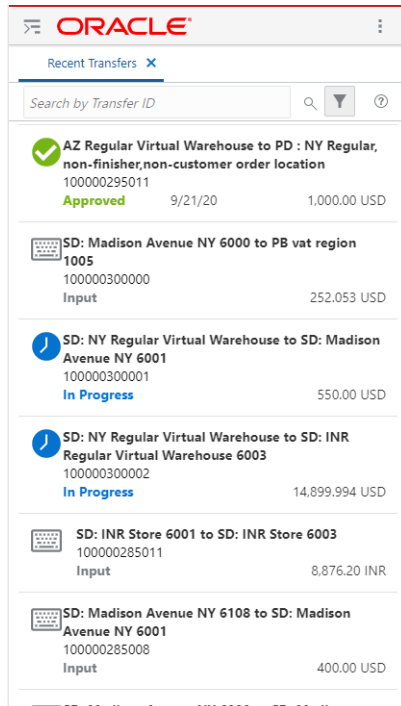 ORACLE
Recent Transfers
Search by Transfer ID
AZ Regular Virtual Warehouse to PD : NY Regular,
non-finisher,non-customer order location
100000295011
Approved 9/21/20 1,000.00 USD
SD: Madison Avenue NY 6000 to PB vat region
1005
100000300000
Input 252.053 USD
SD: NY Regular Virtual Warehouse to SD: Madison
Avenue NY 6001
100000300001
In Progress 550.00 USD
SD: NY Regular Virtual Warehouse to SD: INR
Regular Virtual Warehouse 6003
100000300002
In Progress 14,899.994 USD
SD: INR Store 6001 to SD: INR Store 6003
100000285011
Input 8,876.20 INR
SD: Madison Avenue NY 6108 to SD: Madison
Avenue NY 6001
100000285008
Input 400.00 USD